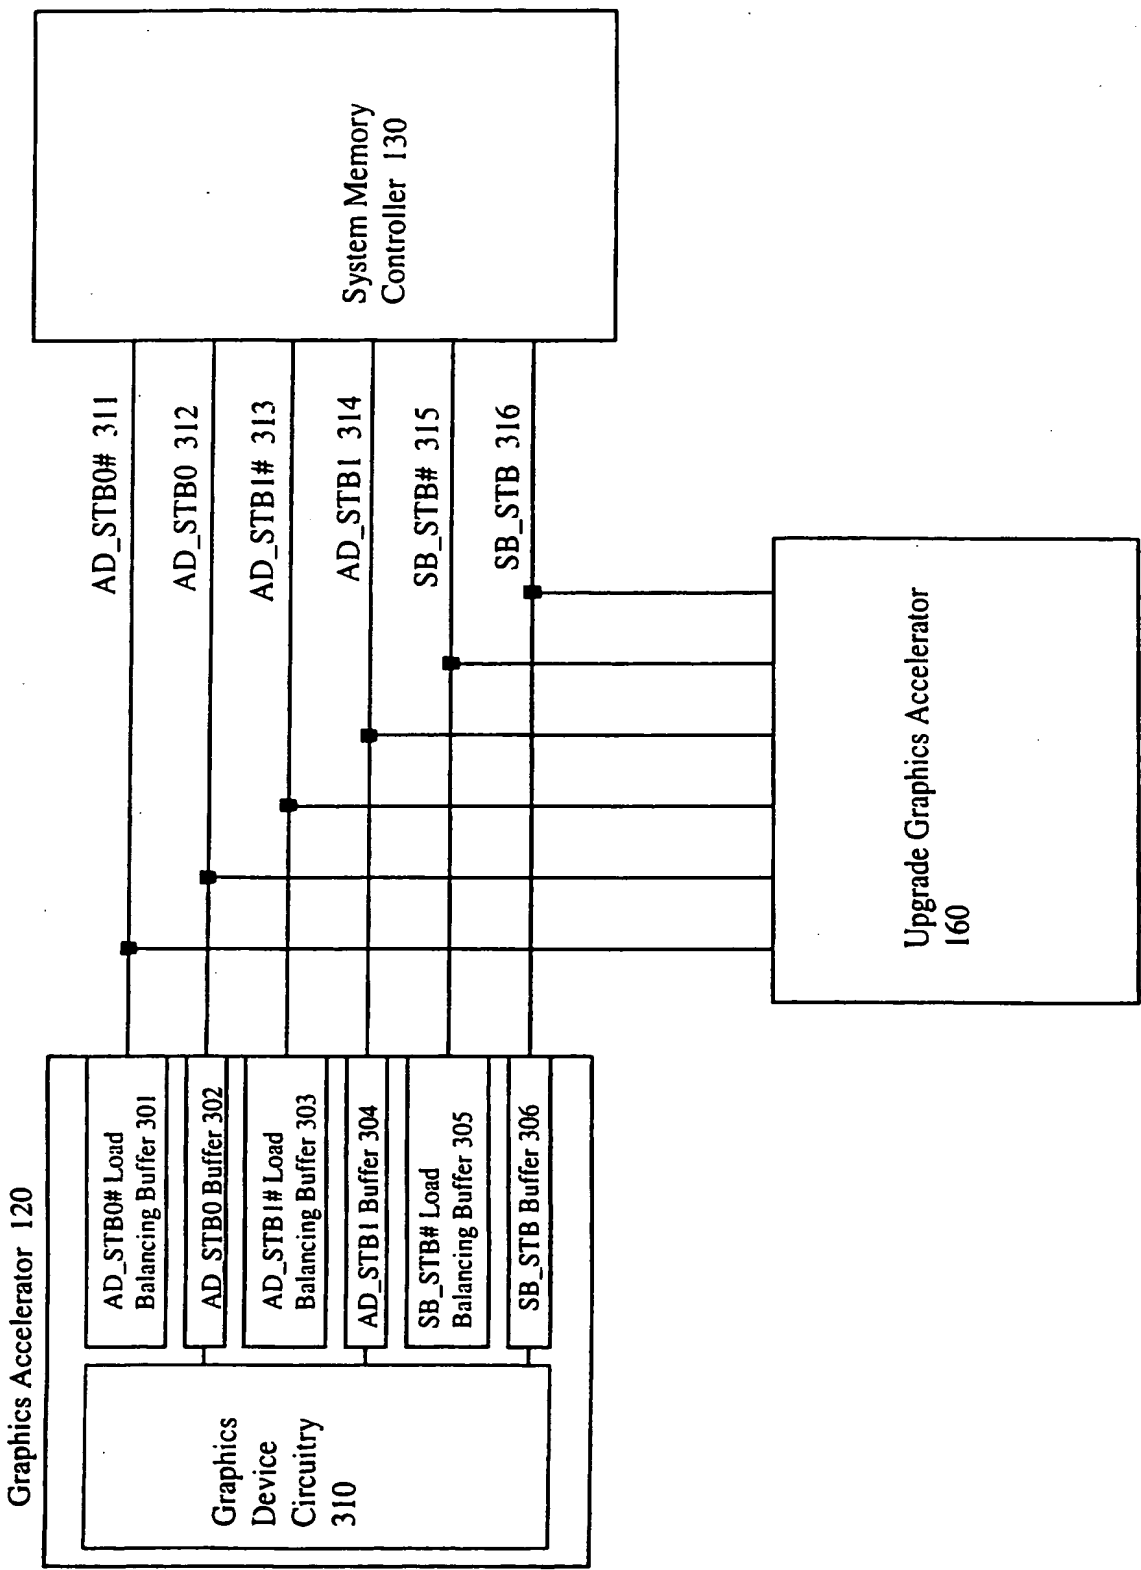 Graphics Accelerator 120
Graphics
Device
Circuitry
310
AD_STB0# Load
Balancing Buffer 301
AD_STB0 Buffer 302
AD_STB1# Load
Balancing Buffer 303
AD_STB1 Buffer 304
SB_STB# Load
Balancing Buffer 305
SB_STB Buffer 306
AD_STB0# 311
AD_STB0 312
AD_STB1# 313
AD_STB1 314
SB_STB# 315
SB_STB 316
System Memory
Controller 130
Upgrade Graphics Accelerator
160